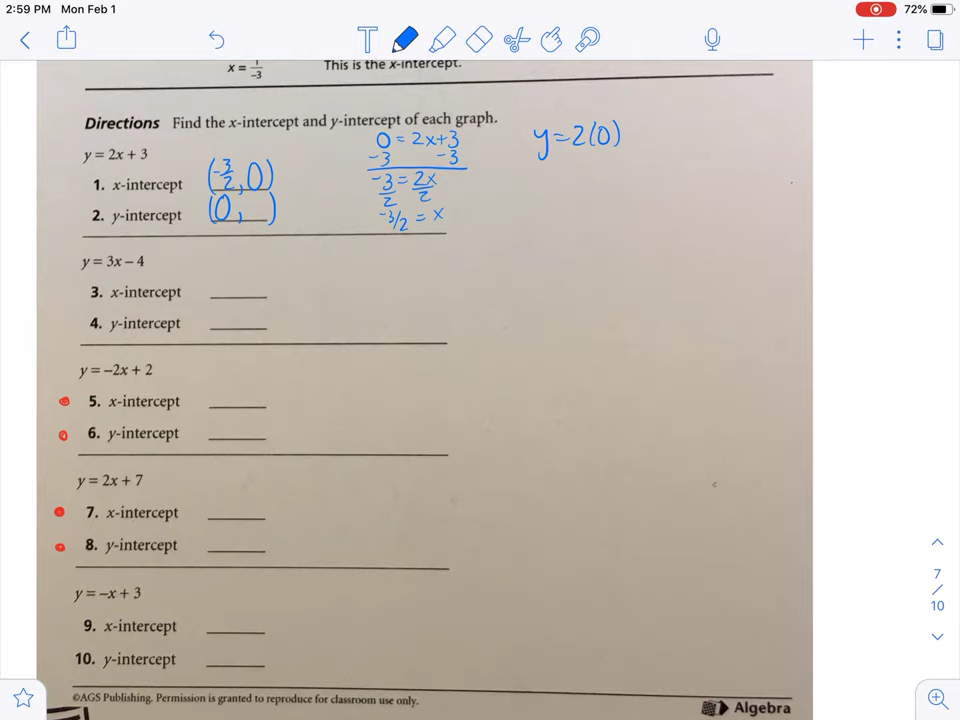 2:59 PM Mon Feb 1
72%
T
x = 1/-3
This is the x-intercept.
Directions Find the x-intercept and y-intercept of each graph.
y = 2x + 3
1. x-intercept (-3/2, 0)
2. y-intercept (0, )
0 = 2x+3
-3 -3
-3/2 = 2x/2
-3/2 = x
y=2(0)
y = 3x – 4
3. x-intercept
4. y-intercept
y = –2x + 2
5. x-intercept
6. y-intercept
y = 2x + 7
7. x-intercept
8. y-intercept
y = –x + 3
9. x-intercept
10. y-intercept
©AGS Publishing. Permission is granted to reproduce for classroom use only.
Algebra
7
/
10